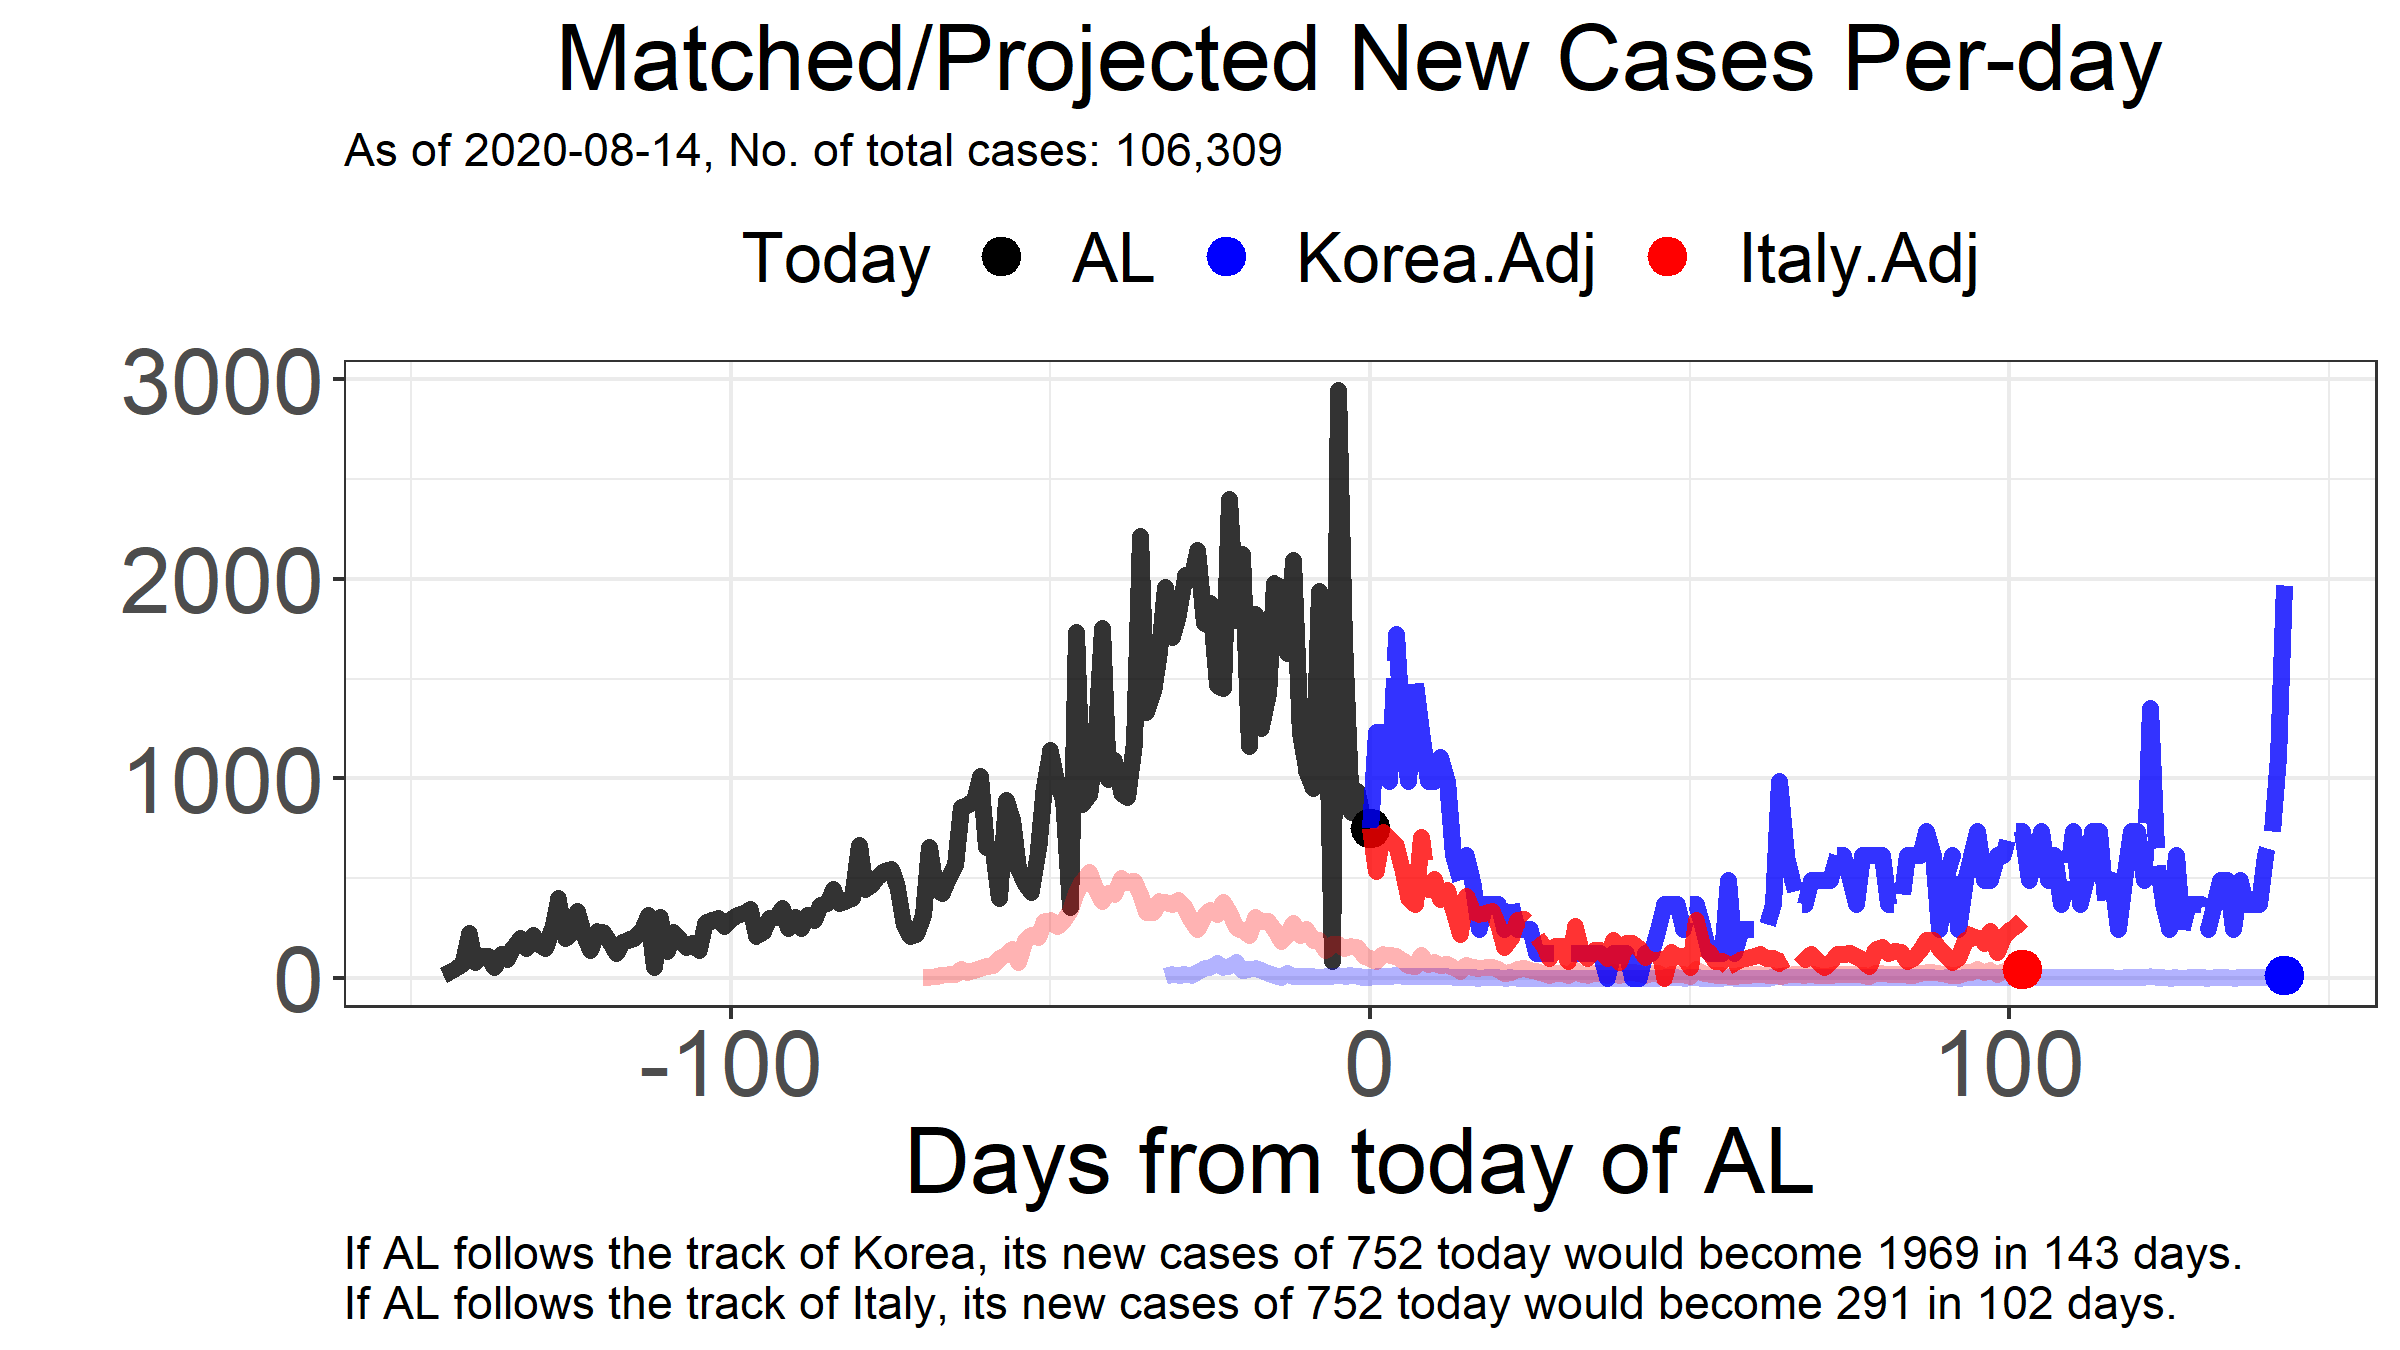 Matched/Projected New Cases Per-day
As of 2020-08-14, No. of total cases: 106,309
Today AL Korea.Adj Italy.Adj
3000
2000
1000
0
-100 0 100
Days from today of AL
If AL follows the track of Korea, its new cases of 752 today would become 1969 in 143 days.
If AL follows the track of Italy, its new cases of 752 today would become 291 in 102 days.